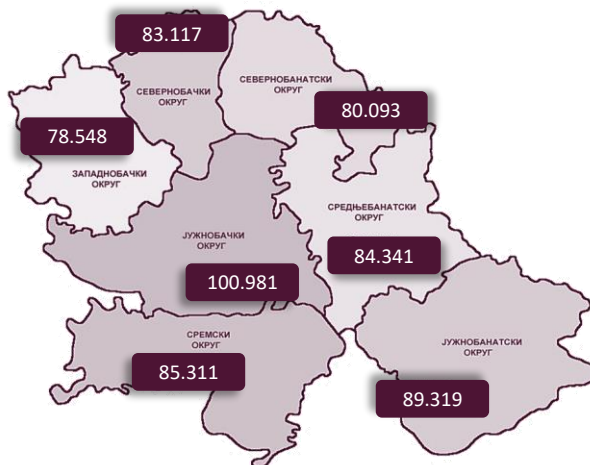 83.117
СЕВЕРНОБАЧКИ
ОКРУГ
СЕВЕРНОБАНАТСКИ
ОКРУГ
80.093
78.548
ЗАПАДНОБАЧКИ
ОКРУГ
СРЕДЊЕБАНАТСКИ
ОКРУГ
84.341
ЈУЖНОБАЧКИ
ОКРУГ
100.981
СРЕМСКИ
ОКРУГ
85.311
ЈУЖНОБАНАТСКИ
ОКРУГ
89.319